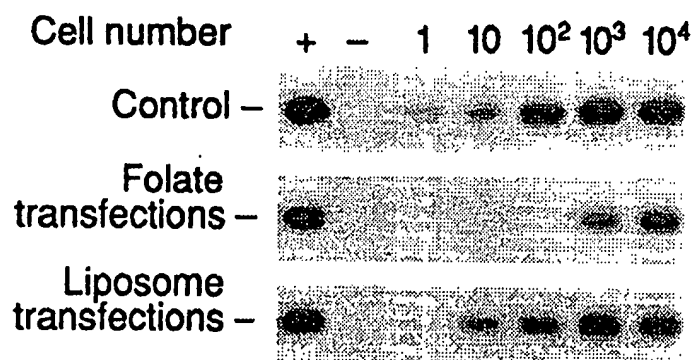 Cell number + – 1 10 10² 10³ 10⁴
Control –
Folate
transfections –
Liposome
transfections –